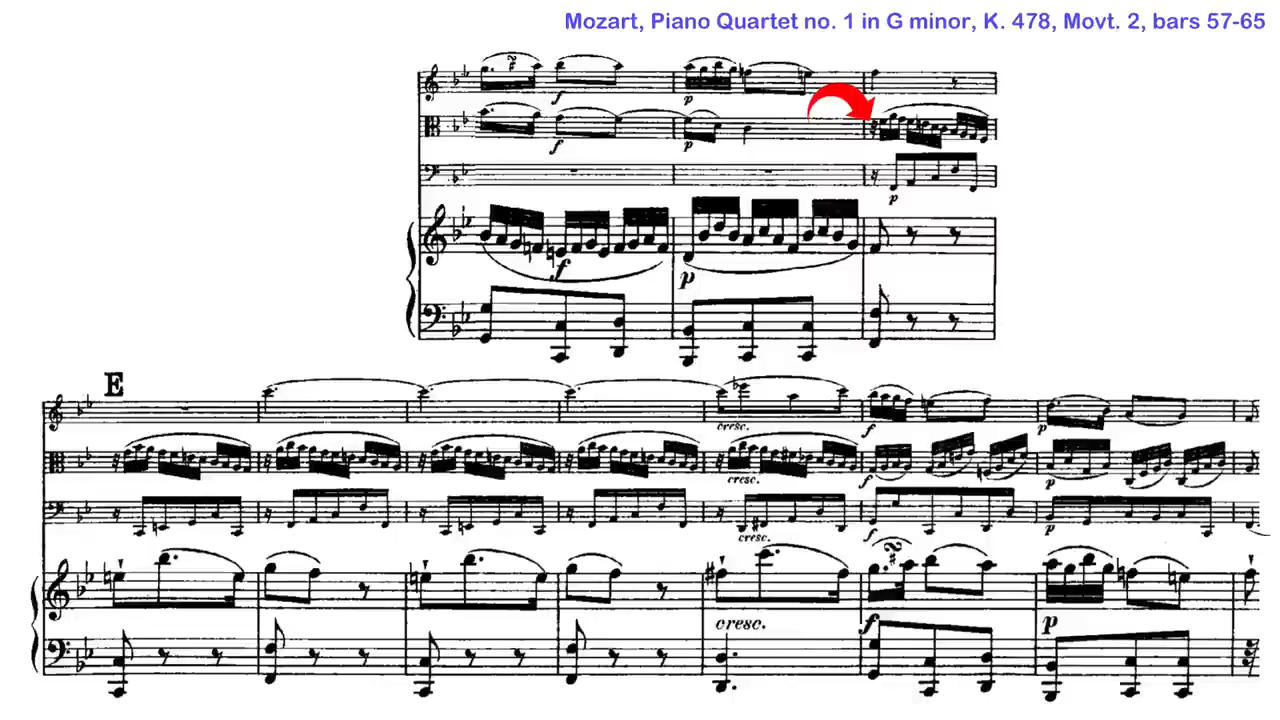 Mozart, Piano Quartet no. 1 in G minor, K. 478, Movt. 2, bars 57-65
f p
f p
p
f p
E
cresc. f p
cresc. f p
cresc. f p
cresc. f p